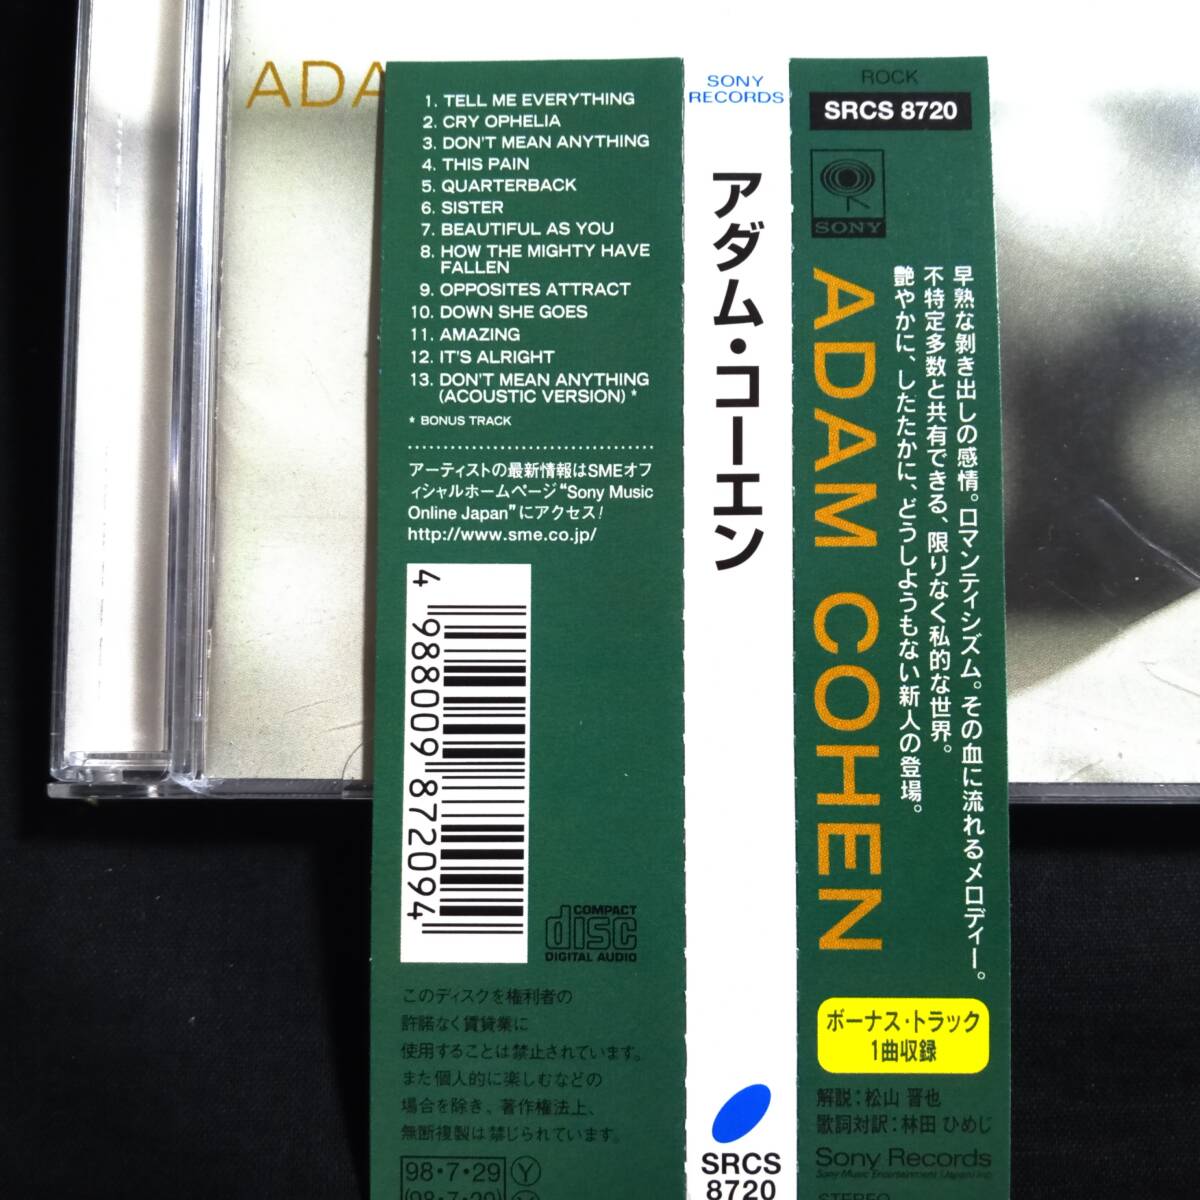 ADA
1. TELL ME EVERYTHING
2. CRY OPHELIA
3. DON'T MEAN ANYTHING
4. THIS PAIN
5. QUARTERBACK
6. SISTER
7. BEAUTIFUL AS YOU
8. HOW THE MIGHTY HAVE
FALLEN
9. OPPOSITES ATTRACT
10. DOWN SHE GOES
11. AMAZING
12. IT'S ALRIGHT
13. DON'T MEAN ANYTHING
(ACOUSTIC VERSION) *
* BONUS TRACK
アーティストの最新情報はSMEオフ
ィシャルホームページ“Sony Music
Online Japan”にアクセス!
http://www.sme.co.jp/
4 988009 872094
COMPACT
disc
DIGITAL AUDIO
このディスクを権利者の
許諾なく賃貸業に
使用することは禁止されています。
また個人的に楽しむなどの
場合を除き、著作権法上、
無断複製は禁じられています。
98・7・29 Y
(98・7・29)
SONY
RECORDS
アダム・コーエン
SRCS
8720
ROCK
SRCS 8720
SONY
ADAM COHEN
早熟な剝き出しの感情。ロマンティシズム。その血に流れるメロディー。
不特定多数と共有できる、限りなく私的な世界。
艶やかに、したたかに、どうしようもない新人の登場。
ボーナス・トラック
1曲収録
解説:松山 晋也
歌詞対訳:林田 ひめじ
Sony Records
Sony Music Entertainment (Japan) Inc.
STEREO